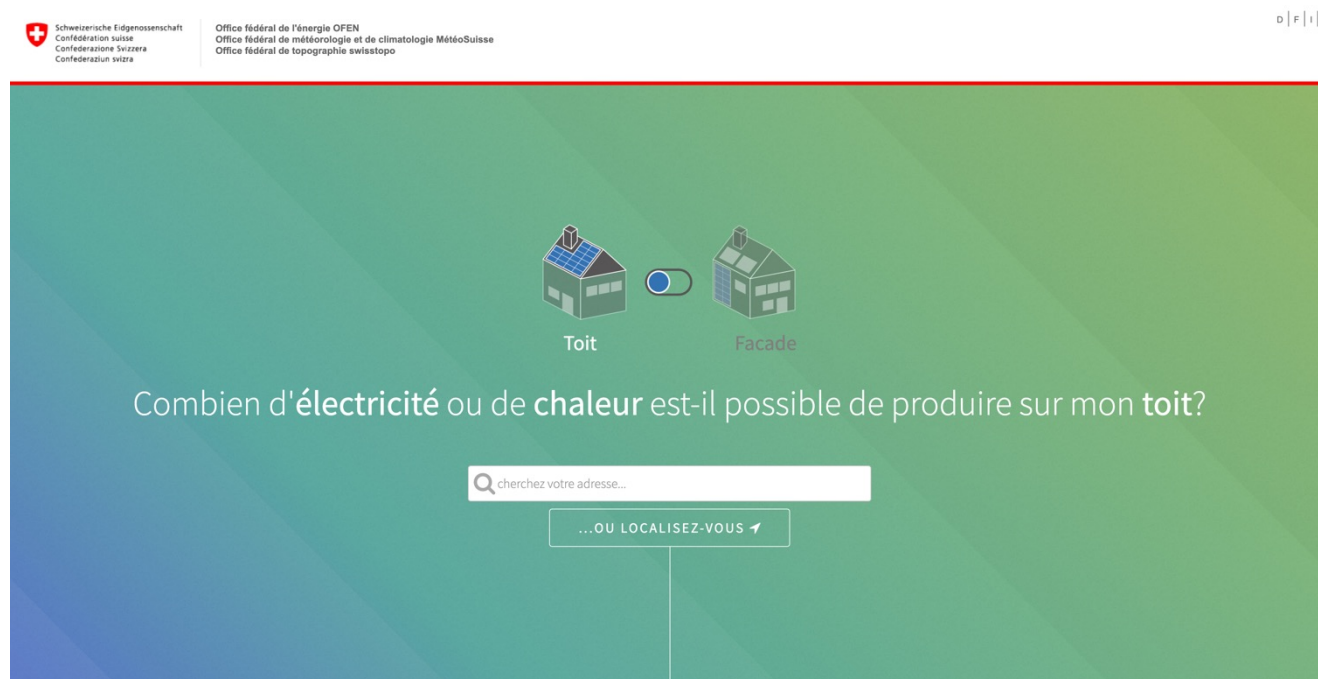 Schweizerische Eidgenossenschaft
Confédération suisse
Confederazione Svizzera
Confederaziun svizra
Office fédéral de l'énergie OFEN
Office fédéral de météorologie et de climatologie MétéoSuisse
Office fédéral de topographie swisstopo
D | F | I |
Toit
Facade
Combien d'électricité ou de chaleur est-il possible de produire sur mon toit?
cherchez votre adresse...
...OU LOCALISEZ-VOUS